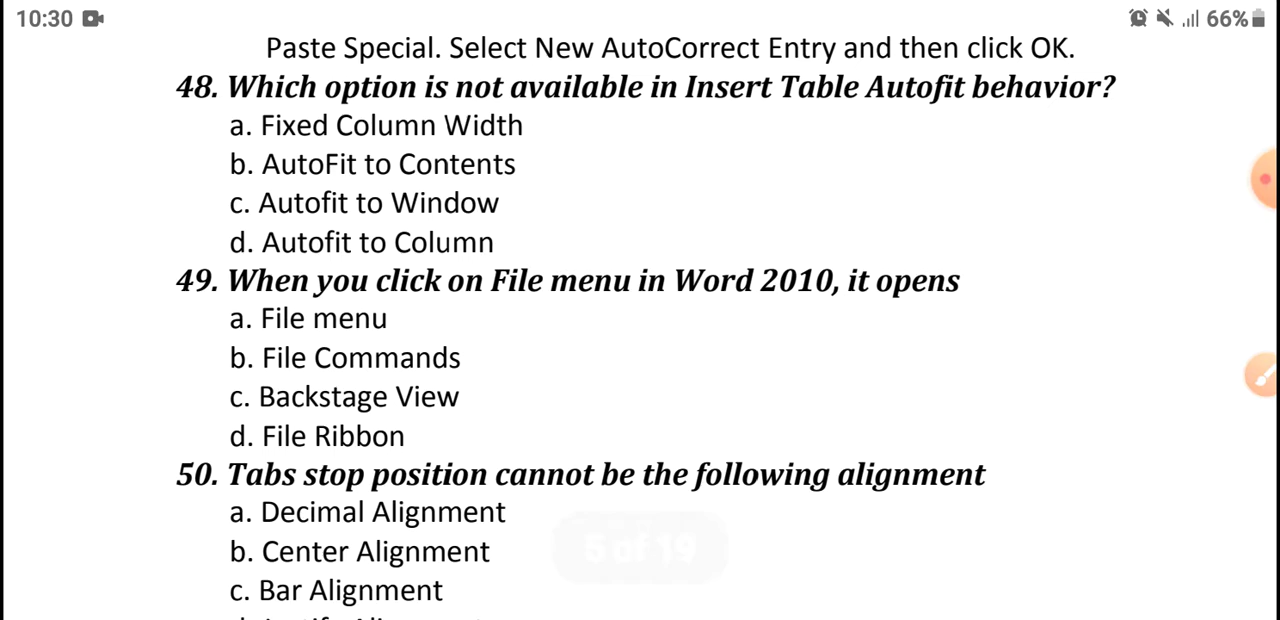 10:30 66%
Paste Special. Select New AutoCorrect Entry and then click OK.
48. Which option is not available in Insert Table Autofit behavior?
a. Fixed Column Width
b. AutoFit to Contents
c. Autofit to Window
d. Autofit to Column
49. When you click on File menu in Word 2010, it opens
a. File menu
b. File Commands
c. Backstage View
d. File Ribbon
50. Tabs stop position cannot be the following alignment
a. Decimal Alignment
b. Center Alignment
5 of 19
c. Bar Alignment